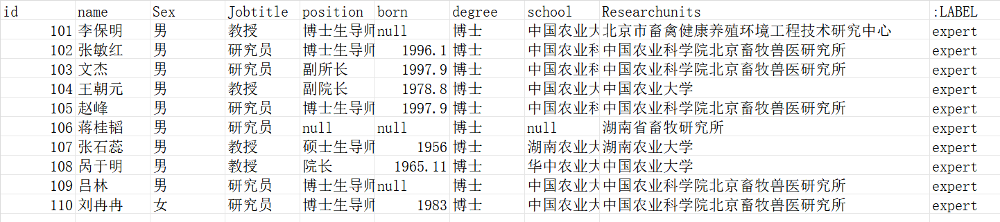 id name Sex Jobtitle position born degree school Researchunits :LABEL
101 李保明 男 教授 博士生导师 null 博士 中国农业大 北京市畜禽健康养殖环境工程技术研究中心 expert
102 张敏红 男 研究员 博士生导师 1996.1 博士 中国农业科 中国农业科学院北京畜牧兽医研究所 expert
103 文杰 男 研究员 副所长 1997.9 博士 中国农业科 中国农业科学院北京畜牧兽医研究所 expert
104 王朝元 男 教授 副院长 1978.8 博士 中国农业大 中国农业大学 expert
105 赵峰 男 研究员 博士生导师 1997.9 博士 中国农业科 中国农业科学院北京畜牧兽医研究所 expert
106 蒋桂韬 男 研究员 null null 博士 null 湖南省畜牧研究所 expert
107 张石蕊 男 教授 硕士生导师 1956 博士 湖南农业大 湖南农业大学 expert
108 呙于明 男 教授 院长 1965.11 博士 华中农业大 中国农业大学 expert
109 吕林 男 研究员 博士生导师 null 博士 中国农业大 中国农业科学院北京畜牧兽医研究所 expert
110 刘冉冉 女 研究员 博士生导师 1983 博士 中国农业大 中国农业科学院北京畜牧兽医研究所 expert